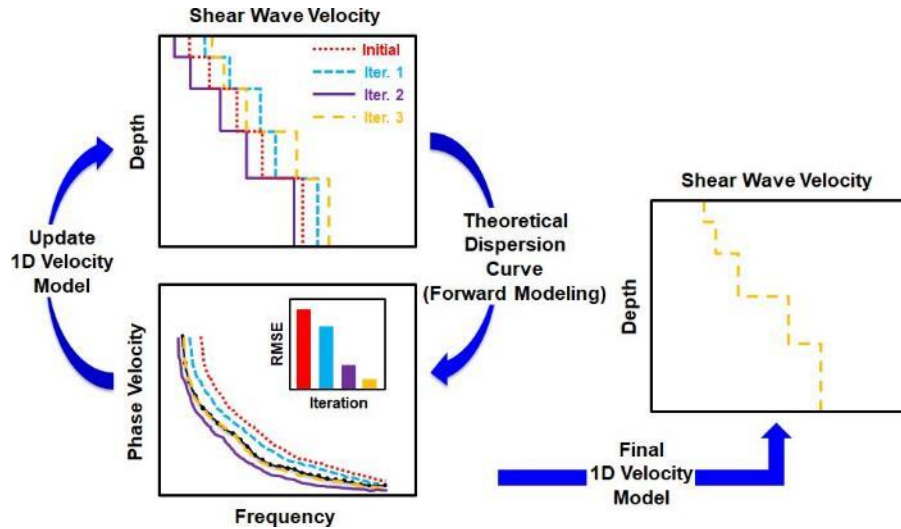 Shear Wave Velocity
Initial
Iter. 1
Iter. 2
Iter. 3
Depth
Update
1D Velocity
Model
Theoretical
Dispersion
Curve
(Forward Modeling)
Phase Velocity
RMSE
Iteration
Frequency
Shear Wave Velocity
Depth
Final
1D Velocity
Model